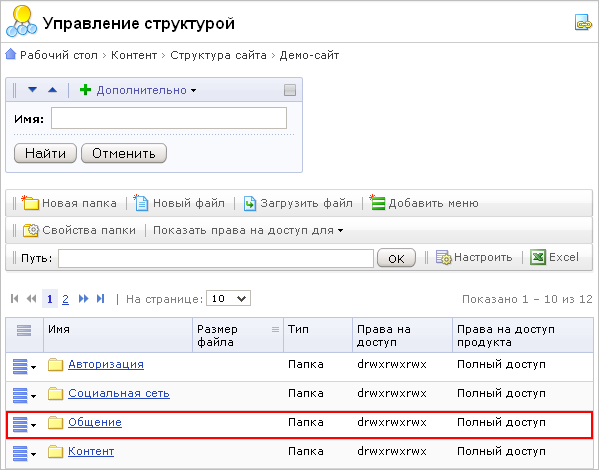 Управление структурой
Рабочий стол › Контент › Структура сайта › Демо-сайт
Дополнительно
Имя:
Найти Отменить
Новая папка Новый файл Загрузить файл Добавить меню
Свойства папки Показать права на доступ для
Путь: OK Настроить Excel
1 2 На странице: 10 Показано 1 – 10 из 12
Имя Размер файла Тип Права на доступ Права на доступ продукта
Авторизация Папка drwxrwxrwx Полный доступ
Социальная сеть Папка drwxrwxrwx Полный доступ
Общение Папка drwxrwxrwx Полный доступ
Контент Папка drwxrwxrwx Полный доступ